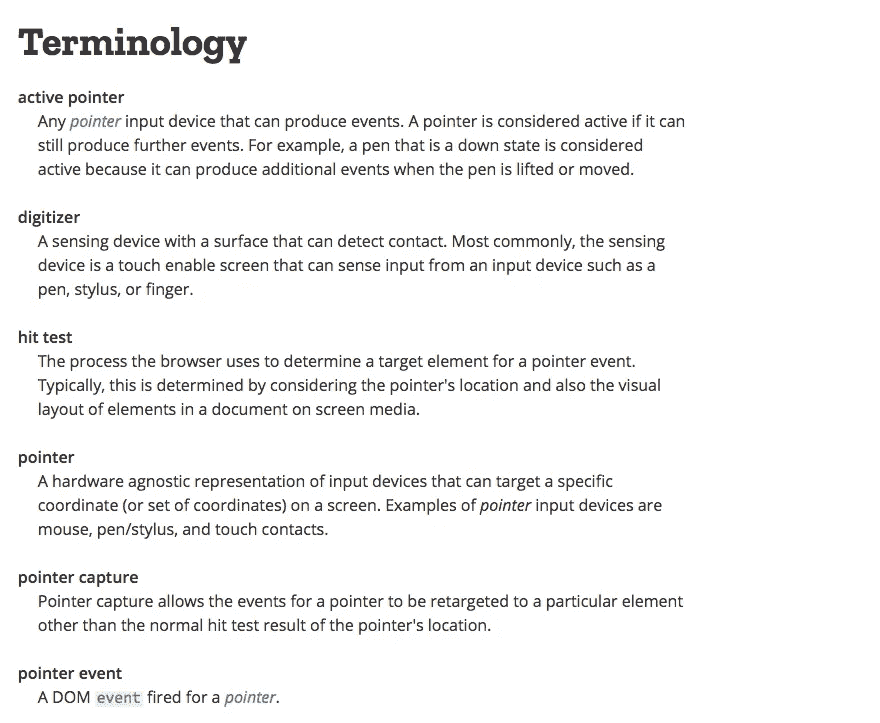 Terminology
active pointer
Any pointer input device that can produce events. A pointer is considered active if it can
still produce further events. For example, a pen that is a down state is considered
active because it can produce additional events when the pen is lifted or moved.
digitizer
A sensing device with a surface that can detect contact. Most commonly, the sensing
device is a touch enable screen that can sense input from an input device such as a
pen, stylus, or finger.
hit test
The process the browser uses to determine a target element for a pointer event.
Typically, this is determined by considering the pointer's location and also the visual
layout of elements in a document on screen media.
pointer
A hardware agnostic representation of input devices that can target a specific
coordinate (or set of coordinates) on a screen. Examples of pointer input devices are
mouse, pen/stylus, and touch contacts.
pointer capture
Pointer capture allows the events for a pointer to be retargeted to a particular element
other than the normal hit test result of the pointer's location.
pointer event
A DOM event fired for a pointer.